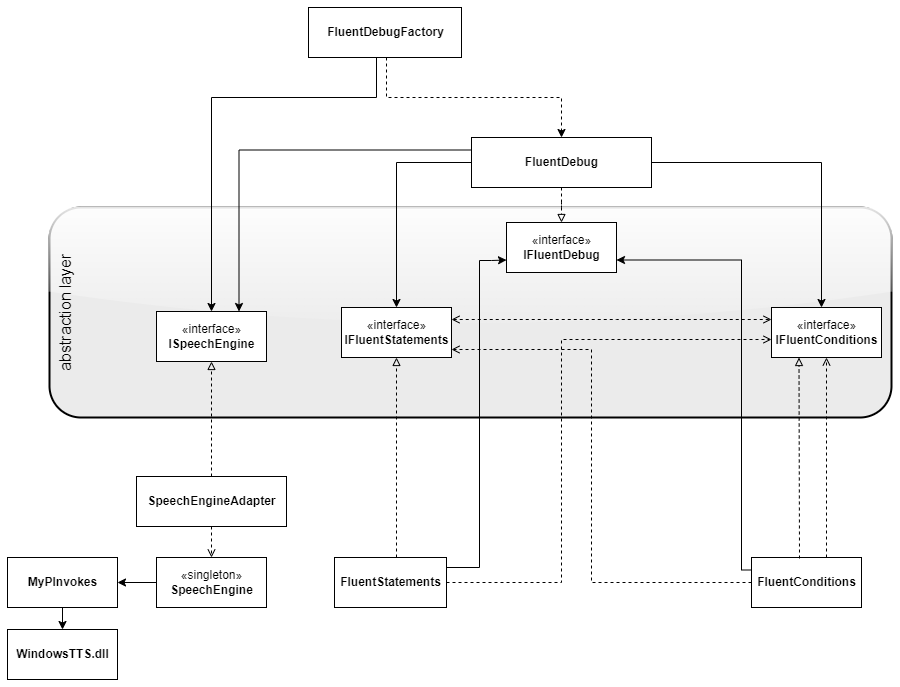 FluentDebugFactory
FluentDebug
abstraction layer
«interface»
IFluentDebug
«interface»
ISpeechEngine
«interface»
IFluentStatements
«interface»
IFluentConditions
SpeechEngineAdapter
MyPInvokes
«singleton»
SpeechEngine
FluentStatements
FluentConditions
WindowsTTS.dll